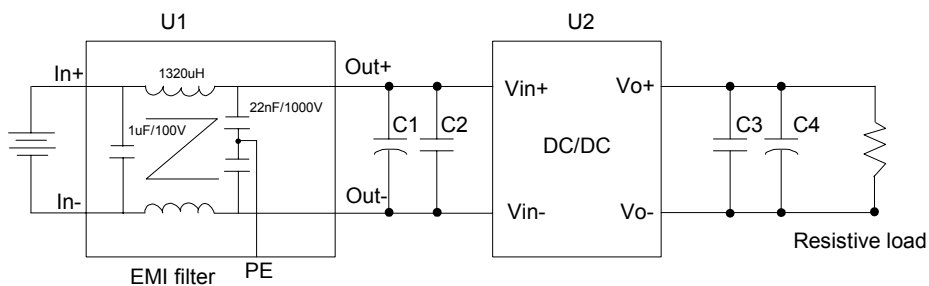 U1
U2
In+
1320uH
Out+
22nF/1000V
1uF/100V
C1
C2
Vin+
Vo+
DC/DC
C3
C4
In-
Out-
Vin-
Vo-
Resistive load
EMI filter
PE